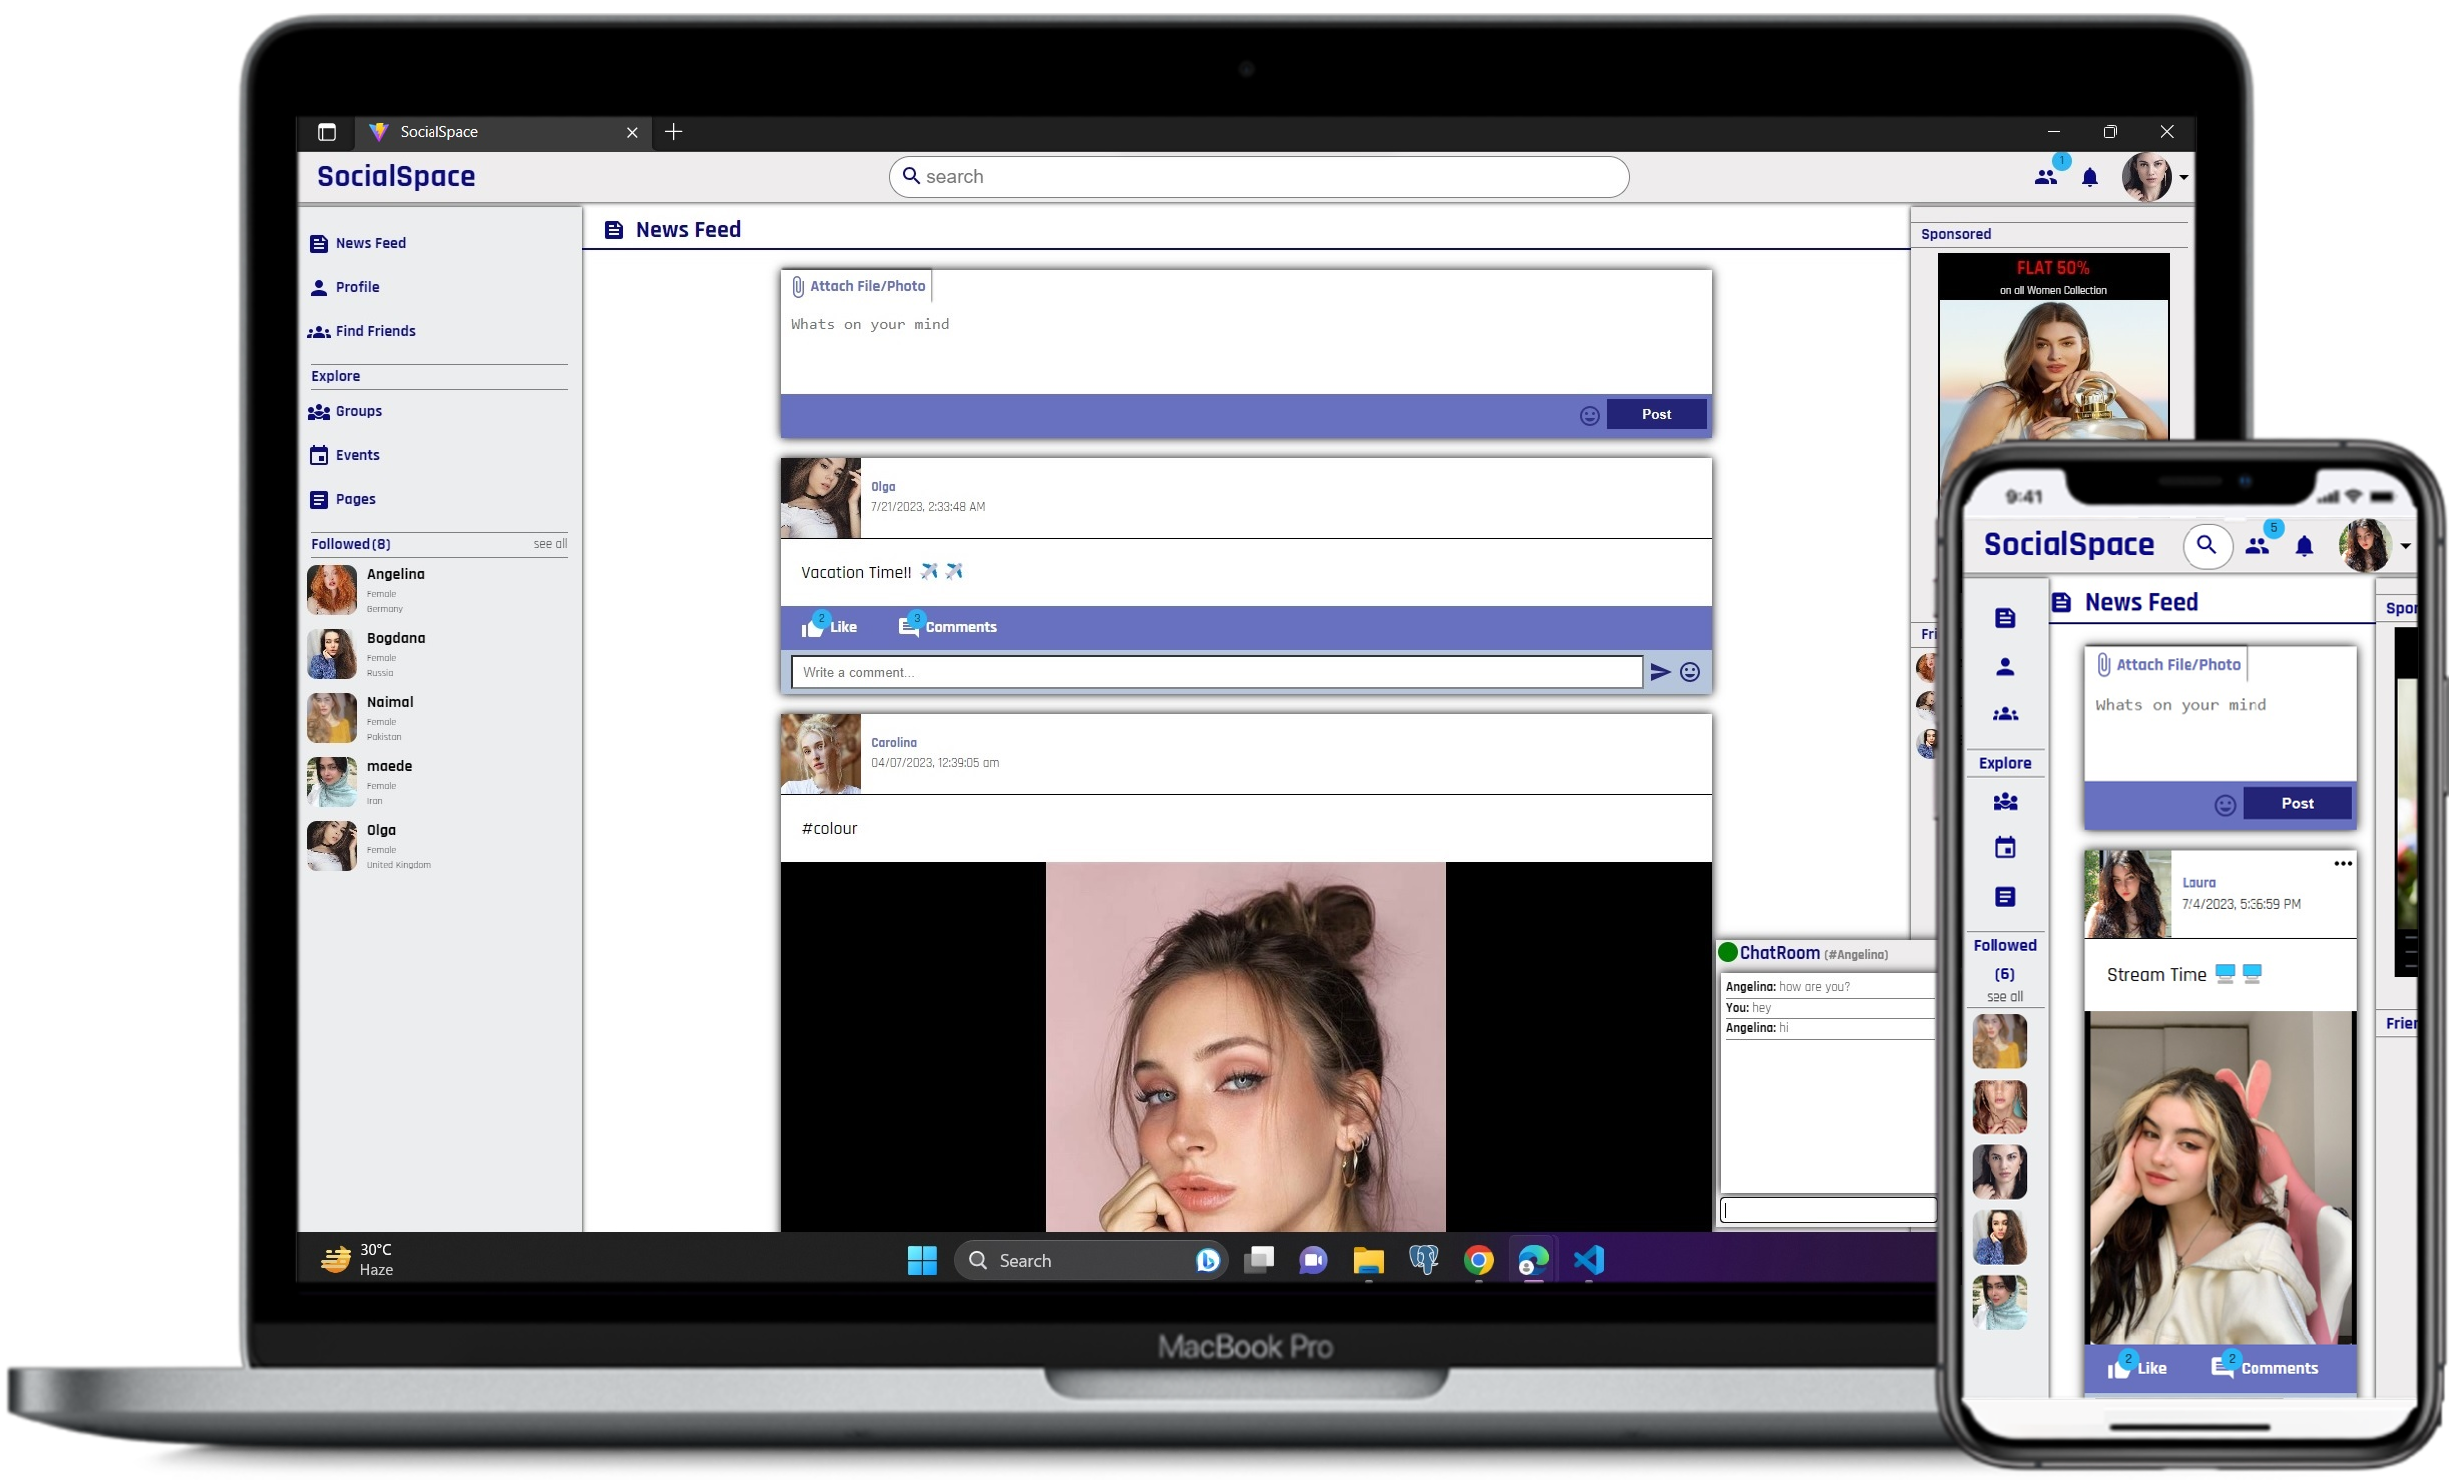 SocialSpace
SocialSpace
search
1
News Feed
Profile
Find Friends
Explore
Groups
Events
Pages
Followed(8) see all
Angelina
Female
Germany
Bogdana
Female
Russia
Naimal
Female
Pakistan
maede
Female
Iran
Olga
Female
United Kingdom
News Feed
Attach File/Photo
Whats on your mind
Post
Olga
7/21/2023, 2:33:48 AM
Vacation Time!! ✈️ ✈️
2 Like 3 Comments
Write a comment...
Carolina
04/07/2023, 12:39:05 am
#colour
Sponsored
FLAT 50%
on all Women Collection
Fri
ChatRoom (#Angelina)
Angelina: how are you?
You: hey
Angelina: hi
30°C
Haze
Search
MacBook Pro
9:41
SocialSpace
5
Explore
Followed
(6)
see all
News Feed
Attach File/Photo
Whats on your mind
Post
Laura
7/4/2023, 5:36:59 PM
Stream Time 🖥️ 🖥️
2 Like 2 Comments
Spor
Frier